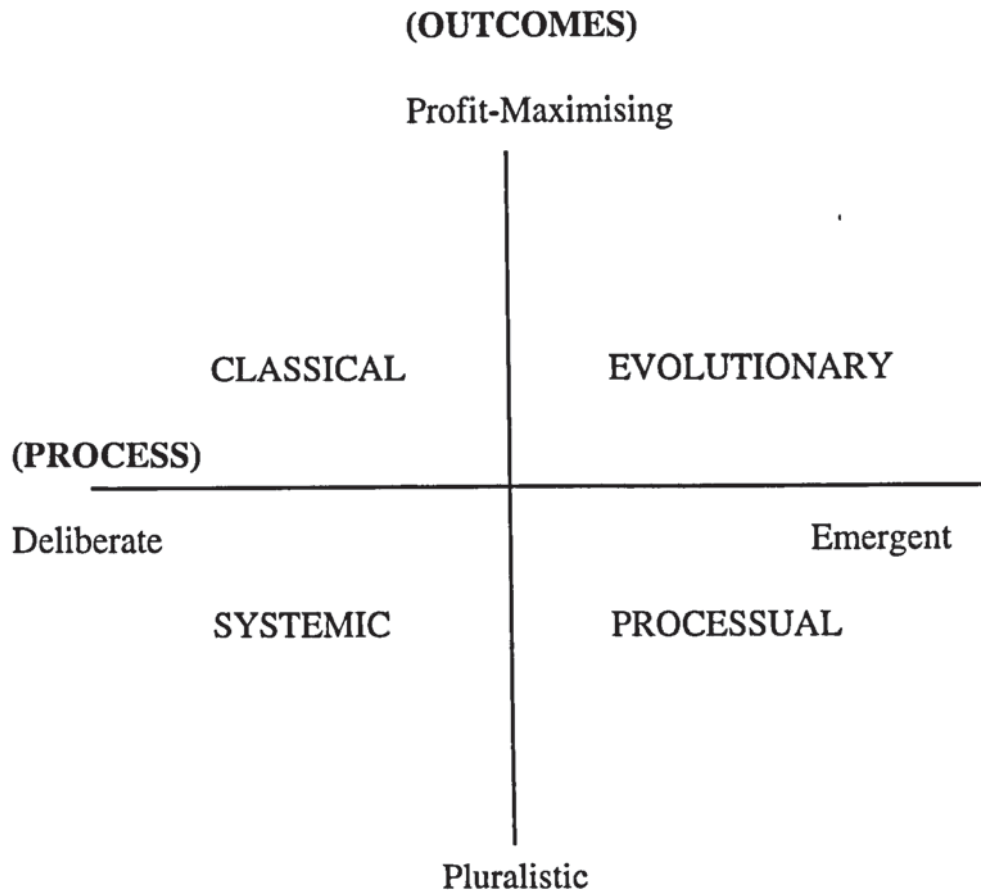 (OUTCOMES)
Profit-Maximising
CLASSICAL EVOLUTIONARY
(PROCESS)
Deliberate Emergent
SYSTEMIC PROCESSUAL
Pluralistic